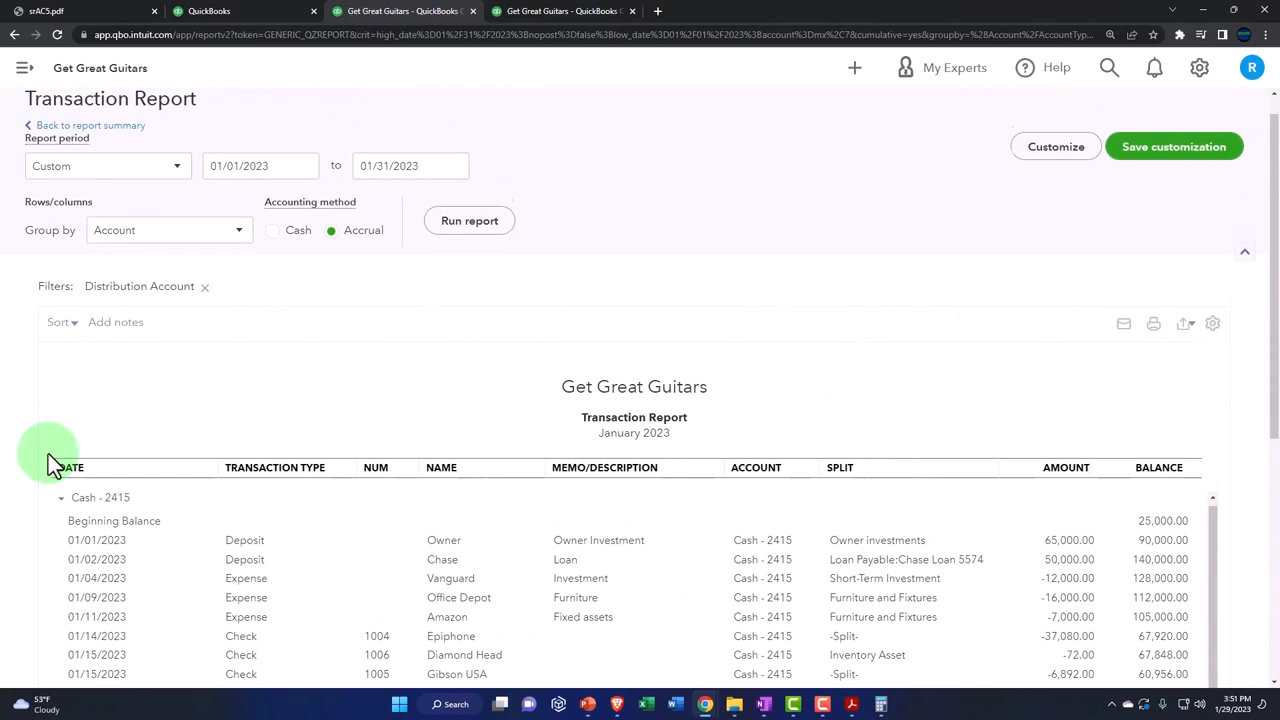 sSACS.pdf QuickBooks Get Great Guitars - QuickBooks C Get Great Guitars - QuickBooks C
app.qbo.intuit.com/app/reportv2?token=GENERIC_QZREPORT&crit=high_date%3D01%2F31%2F2023%3Bnopost%3Dfalse%3Blow_date%3D01%2F01%2F2023%3Baccount%3Dmx%2C7%3Bcumulative=yes&groupby=%28Account%2FAccountTyp...
Get Great Guitars My Experts Help R
Transaction Report
Back to report summary
Report period
Custom 01/01/2023 to 01/31/2023
Customize Save customization
Rows/columns Accounting method
Group by Account Cash Accrual Run report
Filters: Distribution Account
Sort Add notes
Get Great Guitars
Transaction Report
January 2023
DATE TRANSACTION TYPE NUM NAME MEMO/DESCRIPTION ACCOUNT SPLIT AMOUNT BALANCE
Cash - 2415
Beginning Balance 25,000.00
01/01/2023 Deposit Owner Owner Investment Cash - 2415 Owner investments 65,000.00 90,000.00
01/02/2023 Deposit Chase Loan Cash - 2415 Loan Payable:Chase Loan 5574 50,000.00 140,000.00
01/04/2023 Expense Vanguard Investment Cash - 2415 Short-Term Investment -12,000.00 128,000.00
01/09/2023 Expense Office Depot Furniture Cash - 2415 Furniture and Fixtures -16,000.00 112,000.00
01/11/2023 Expense Amazon Fixed assets Cash - 2415 Furniture and Fixtures -7,000.00 105,000.00
01/14/2023 Check 1004 Epiphone Cash - 2415 -Split- -37,080.00 67,920.00
01/15/2023 Check 1006 Diamond Head Cash - 2415 Inventory Asset -72.00 67,848.00
01/15/2023 Check 1005 Gibson USA Cash - 2415 -Split- -6,892.00 60,956.00
53°F
Cloudy
Search
3:51 PM
1/29/2023